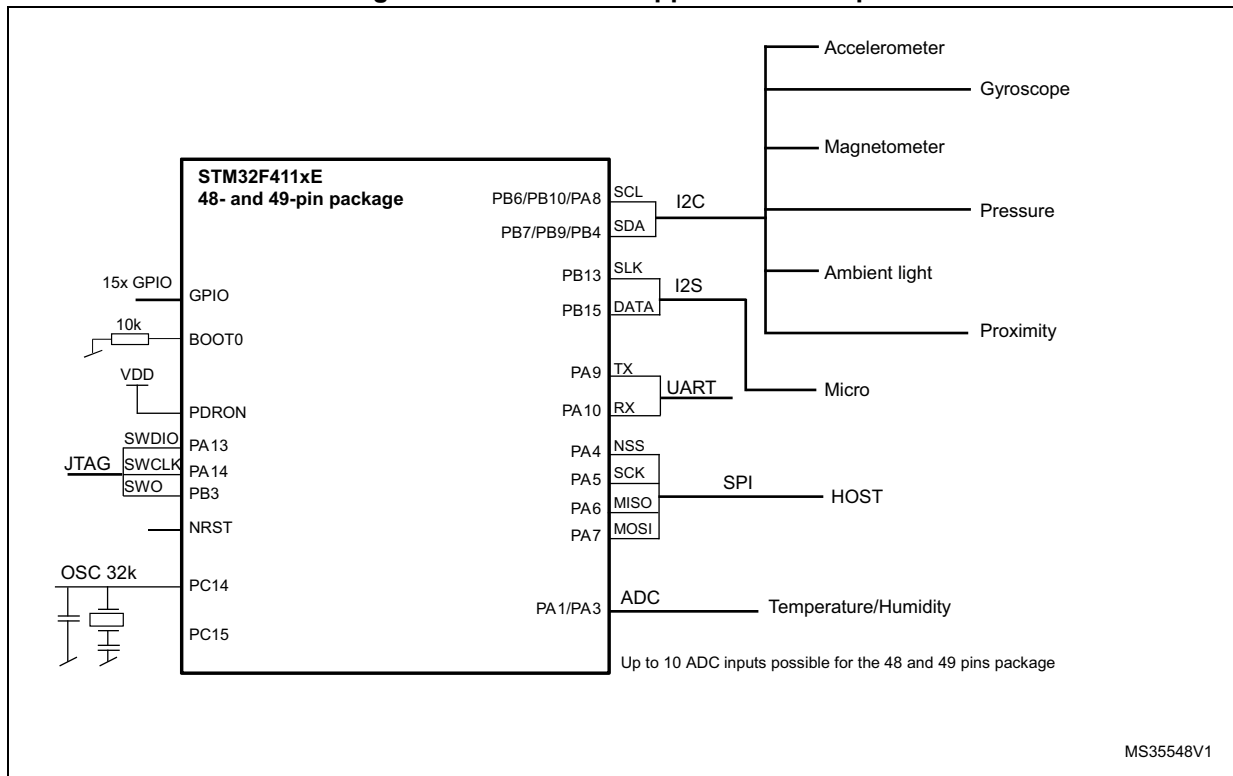 STM32F411xE
48- and 49-pin package
15x GPIO
GPIO
10k
BOOT0
VDD
PDRON
SWDIO
PA13
JTAG
SWCLK
PA14
SWO
PB3
NRST
OSC 32k
PC14
PC15
PB6/PB10/PA8
SCL
I2C
PB7/PB9/PB4
SDA
PB13
SLK
I2S
PB15
DATA
PA9
TX
UART
PA10
RX
PA4
NSS
PA5
SCK
SPI
HOST
PA6
MISO
PA7
MOSI
PA1/PA3
ADC
Temperature/Humidity
Accelerometer
Gyroscope
Magnetometer
Pressure
Ambient light
Proximity
Micro
Up to 10 ADC inputs possible for the 48 and 49 pins package
MS35548V1